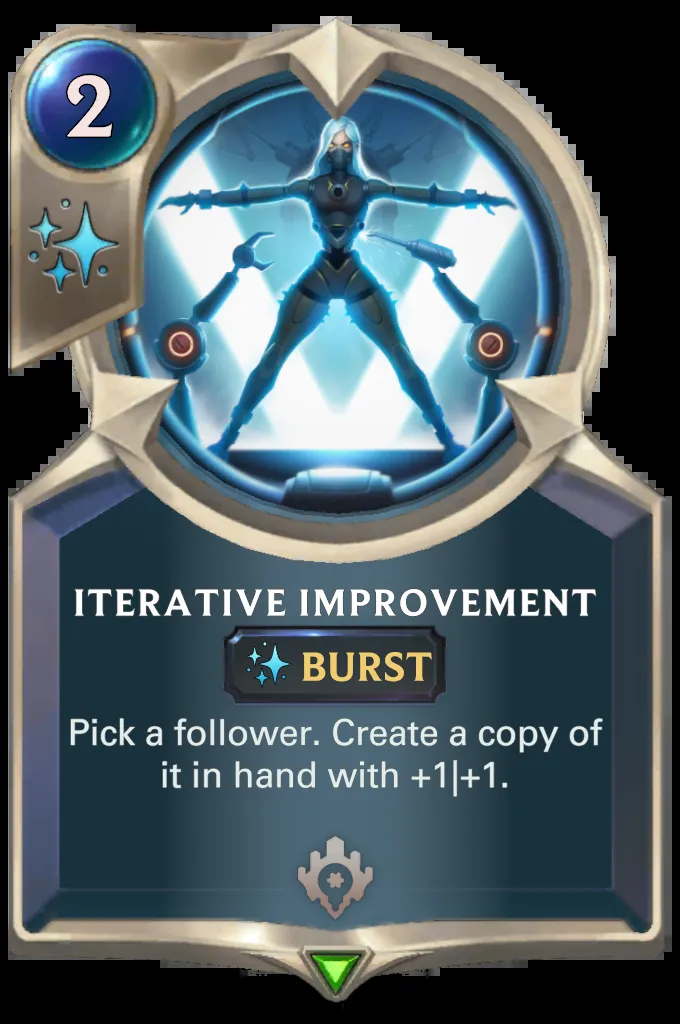 2
ITERATIVE IMPROVEMENT
BURST
Pick a follower. Create a copy of
it in hand with +1|+1.